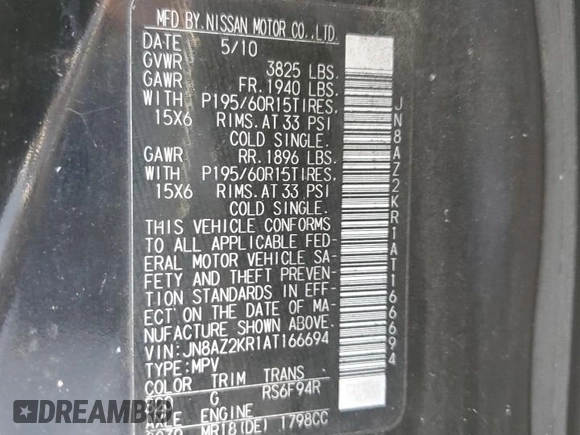 MFD BY NISSAN MOTOR CO.,LTD.
DATE 5/10
GVWR 3825 LBS.
GAWR FR. 1940 LBS.
WITH P195/60R15TIRES.
15X6 RIMS. AT 33 PSI
COLD SINGLE.
GAWR RR. 1896 LBS.
WITH P195/60R15TIRES.
15X6 RIMS. AT 33 PSI
COLD SINGLE.
THIS VEHICLE CONFORMS
TO ALL APPLICABLE FED-
ERAL MOTOR VEHICLE SA-
FETY AND THEFT PREVEN-
TION STANDARDS IN EFF-
ECT ON THE DATE OF MA-
NUFACTURE SHOWN ABOVE.
VIN:JN8AZ2KR1AT166694
TYPE:MPV
COLOR TRIM TRANS
G RS6F94R
AXLE ENGINE
MR18(DE) 1798CC
JN8AZ2KR1AT166694
DREAM